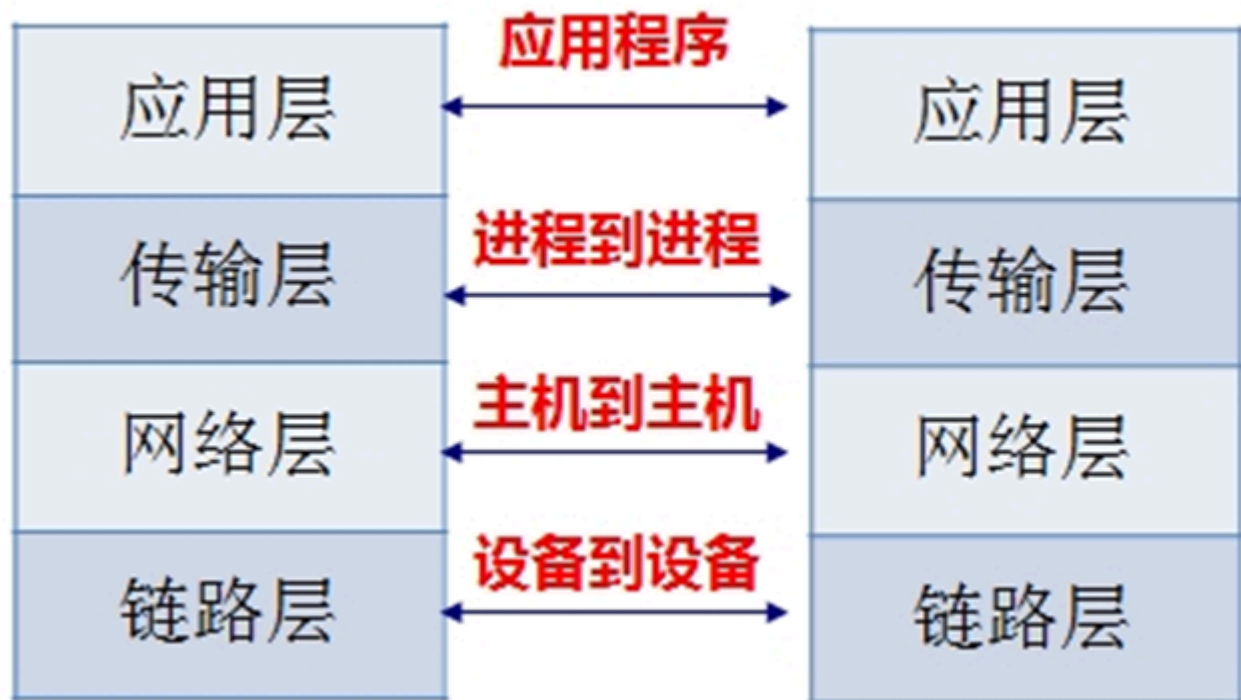 应用程序
应用层
应用层
进程到进程
传输层
传输层
主机到主机
网络层
网络层
设备到设备
链路层
链路层